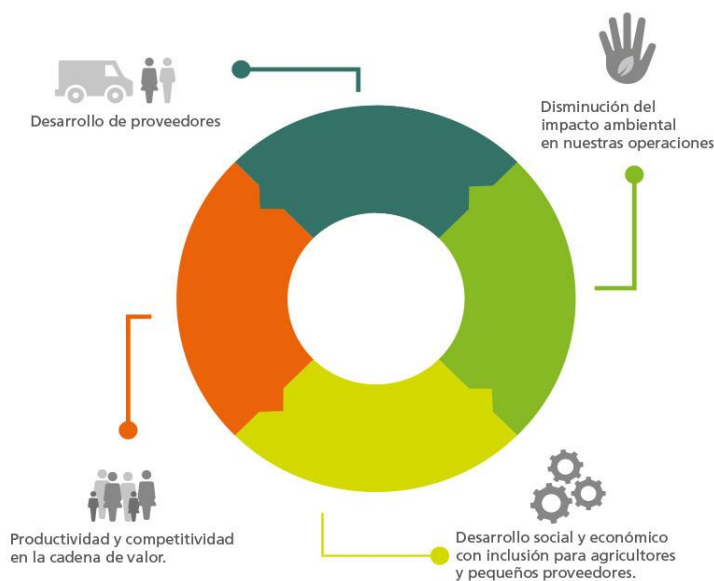 Desarrollo de proveedores
Disminución del
impacto ambiental
en nuestras operaciones
Productividad y competitividad
en la cadena de valor.
Desarrollo social y económico
con inclusión para agricultores
y pequeños proveedores.